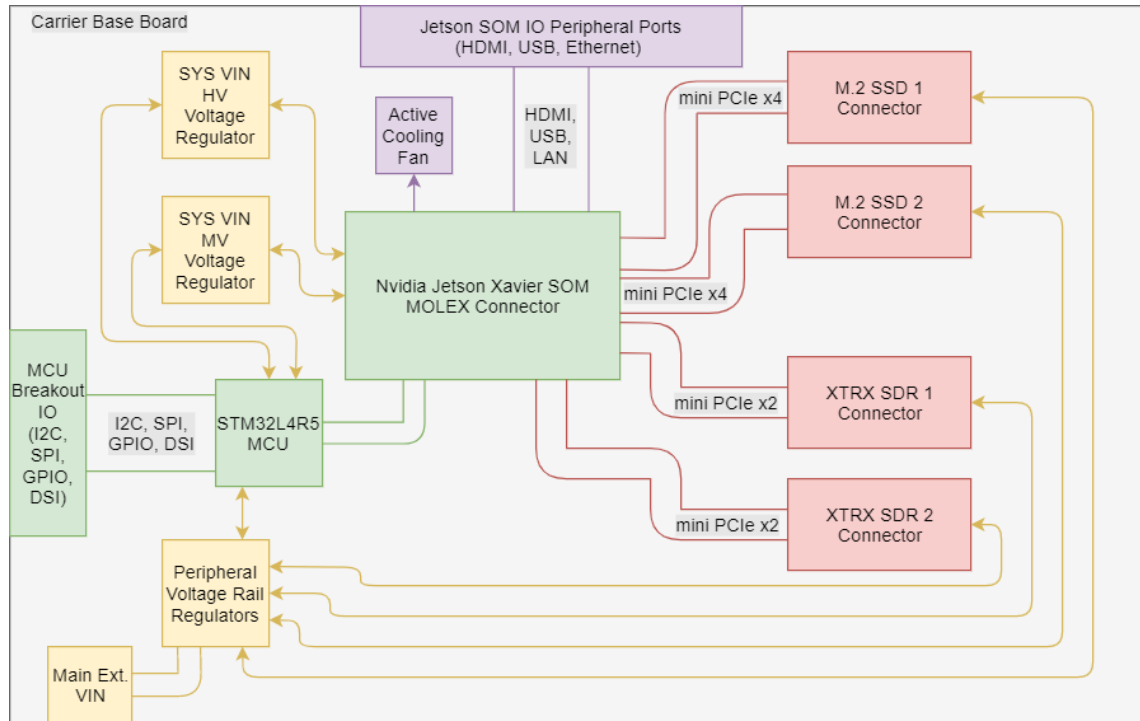 Carrier Base Board
Jetson SOM IO Peripheral Ports
(HDMI, USB, Ethernet)
SYS VIN
HV
Voltage
Regulator
Active
Cooling
Fan
HDMI,
USB,
LAN
mini PCIe x4
M.2 SSD 1
Connector
SYS VIN
MV
Voltage
Regulator
Nvidia Jetson Xavier SOM
MOLEX Connector
mini PCIe x4
M.2 SSD 2
Connector
MCU
Breakout
IO
(I2C,
SPI,
GPIO,
DSI)
I2C, SPI,
GPIO, DSI
STM32L4R5
MCU
mini PCIe x2
XTRX SDR 1
Connector
mini PCIe x2
XTRX SDR 2
Connector
Peripheral
Voltage Rail
Regulators
Main Ext.
VIN